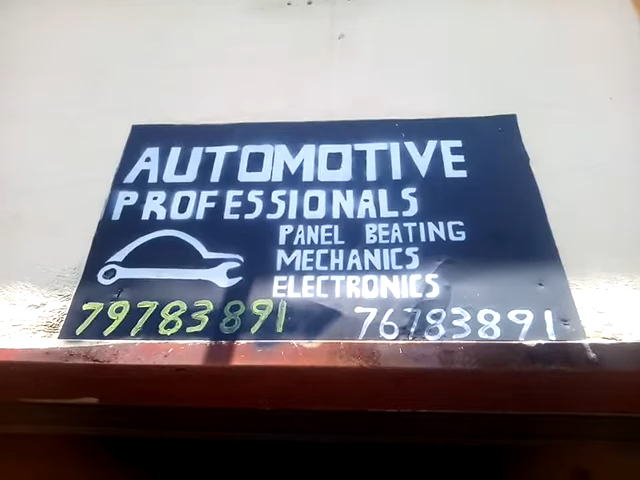 AUTOMOTIVE
PROFESSIONALS
PANEL BEATING
MECHANICS
ELECTRONICS
79783891 76783891